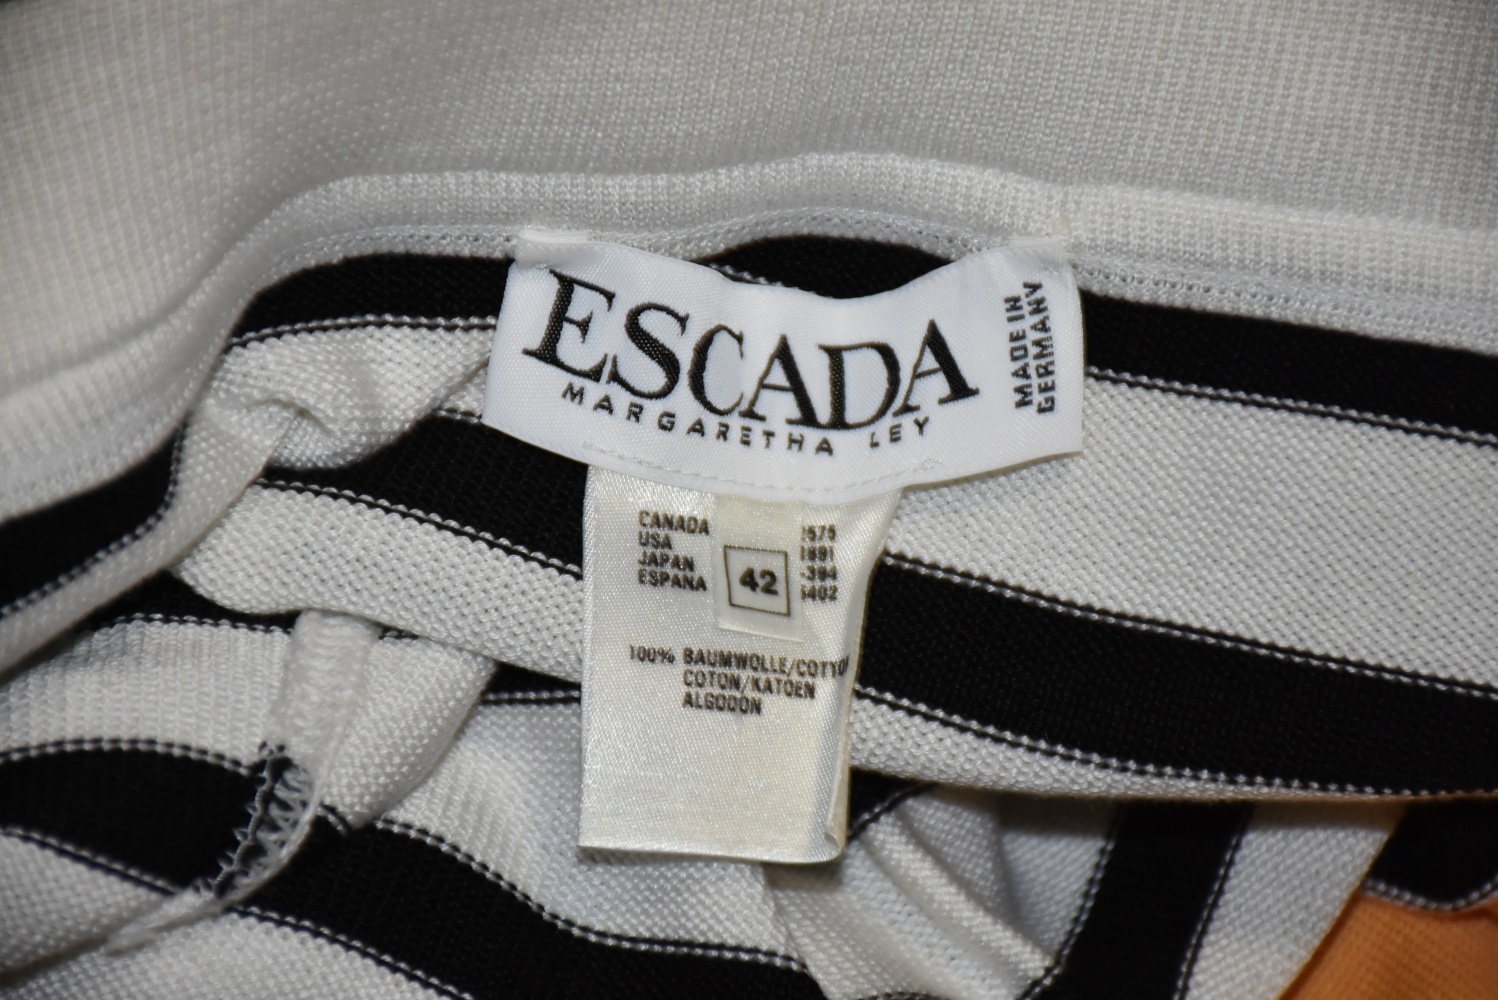 ESCADA
MARGARETHA LEY
MADE IN
GERMANY
CANADA
USA
JAPAN
ESPANA
42
100% BAUMWOLLE/COTTON
COTON/KATOEN
ALGODON